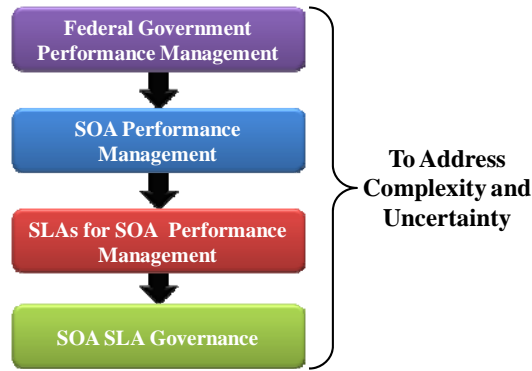 Federal Government
Performance Management
SOA Performance
Management
SLAs for SOA Performance
Management
SOA SLA Governance
To Address
Complexity and
Uncertainty